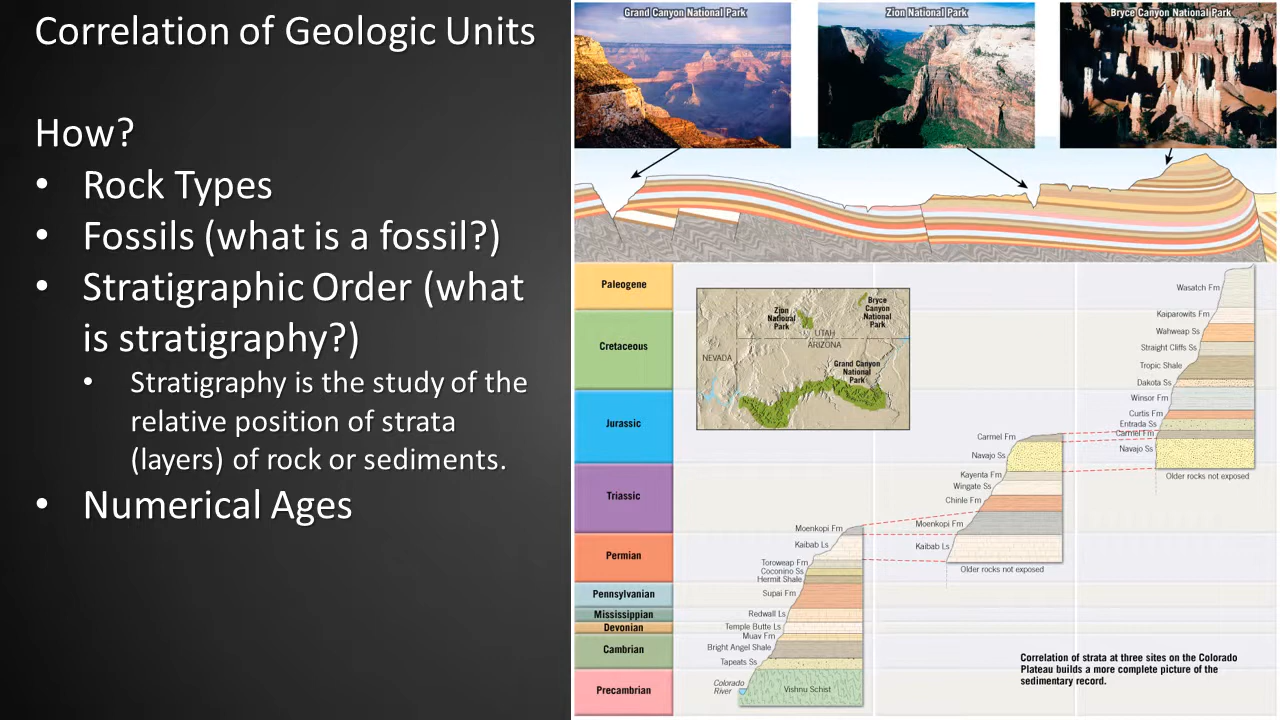 Correlation of Geologic Units
How?
• Rock Types
• Fossils (what is a fossil?)
• Stratigraphic Order (what
is stratigraphy?)
• Stratigraphy is the study of the
relative position of strata
(layers) of rock or sediments.
• Numerical Ages
Grand Canyon National Park
Zion National Park
Bryce Canyon National Park
Paleogene
Cretaceous
Jurassic
Triassic
Permian
Pennsylvanian
Mississippian
Devonian
Cambrian
Precambrian
Zion
National
Park
Bryce
Canyon
National
Park
UTAH
ARIZONA
NEVADA
Grand Canyon
National
Park
Moenkopi Fm
Kaibab Ls
Toroweap Fm
Coconino Ss
Hermit Shale
Supai Fm
Redwall Ls
Temple Butte Ls
Muav Fm
Bright Angel Shale
Tapeats Ss
Colorado
River
Vishnu Schist
Carmel Fm
Navajo Ss
Kayenta Fm
Wingate Ss
Chinle Fm
Moenkopi Fm
Kaibab Ls
Older rocks not exposed
Wasatch Fm
Kaiparowits Fm
Wahweap Ss
Straight Cliffs Ss
Tropic Shale
Dakota Ss
Winsor Fm
Curtis Fm
Entrada Ss
Carmel Fm
Navajo Ss
Older rocks not exposed
Correlation of strata at three sites on the Colorado
Plateau builds a more complete picture of the
sedimentary record.